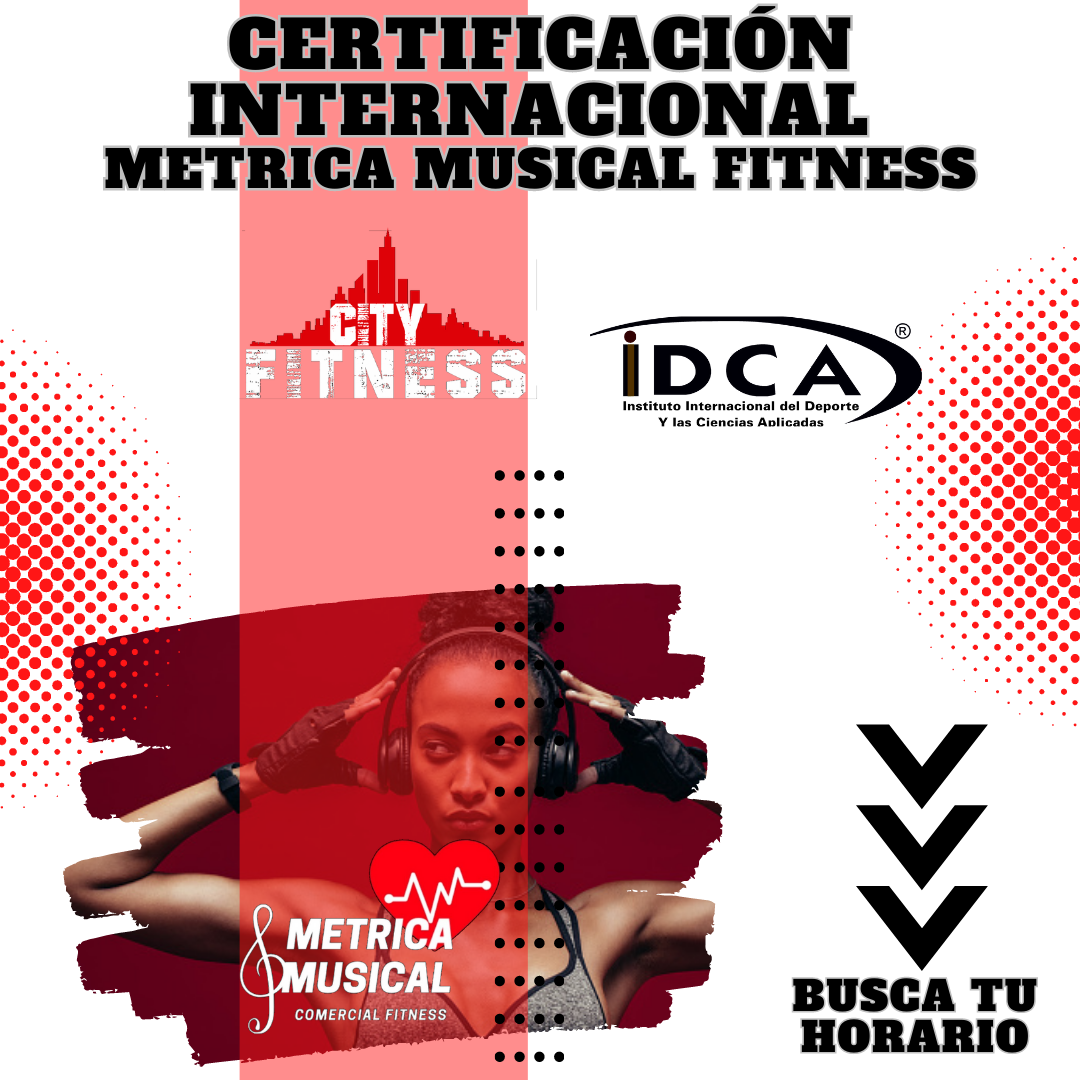 CERTIFICACIÓN
INTERNACIONAL
METRICA MUSICAL FITNESS
CITY
FITNESS
iDCA®
Instituto Internacional del Deporte
Y las Ciencias Aplicadas
METRICA
MUSICAL
COMERCIAL FITNESS
BUSCA TU
HORARIO